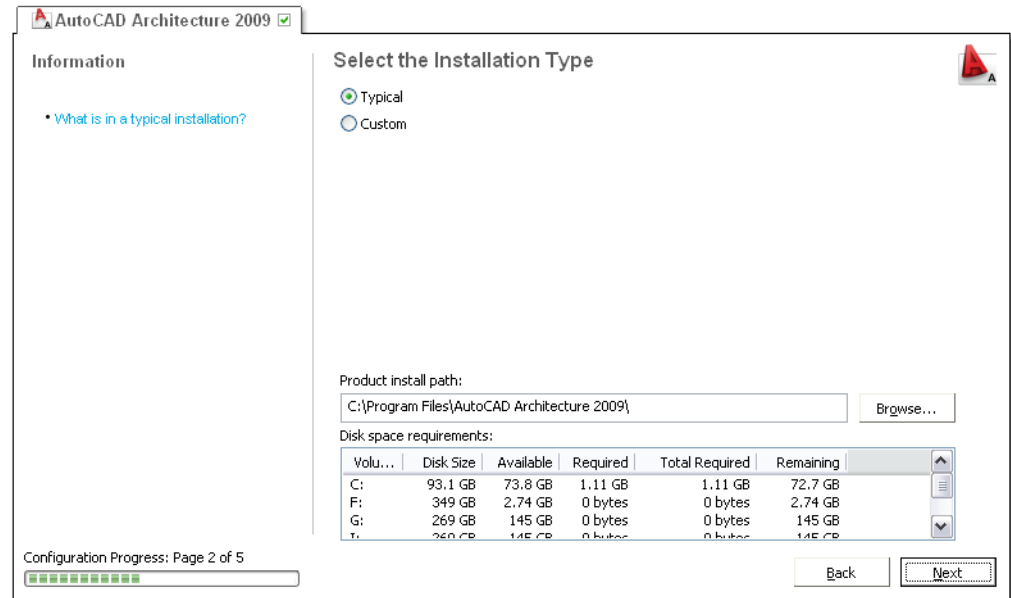 AutoCAD Architecture 2009
Information
• What is in a typical installation?
Select the Installation Type
Typical
Custom
Product install path:
C:\Program Files\AutoCAD Architecture 2009\
Browse...
Disk space requirements:
Volu... Disk Size Available Required Total Required Remaining
C: 93.1 GB 73.8 GB 1.11 GB 1.11 GB 72.7 GB
F: 349 GB 2.74 GB 0 bytes 0 bytes 2.74 GB
G: 269 GB 145 GB 0 bytes 0 bytes 145 GB
Configuration Progress: Page 2 of 5
Back Next